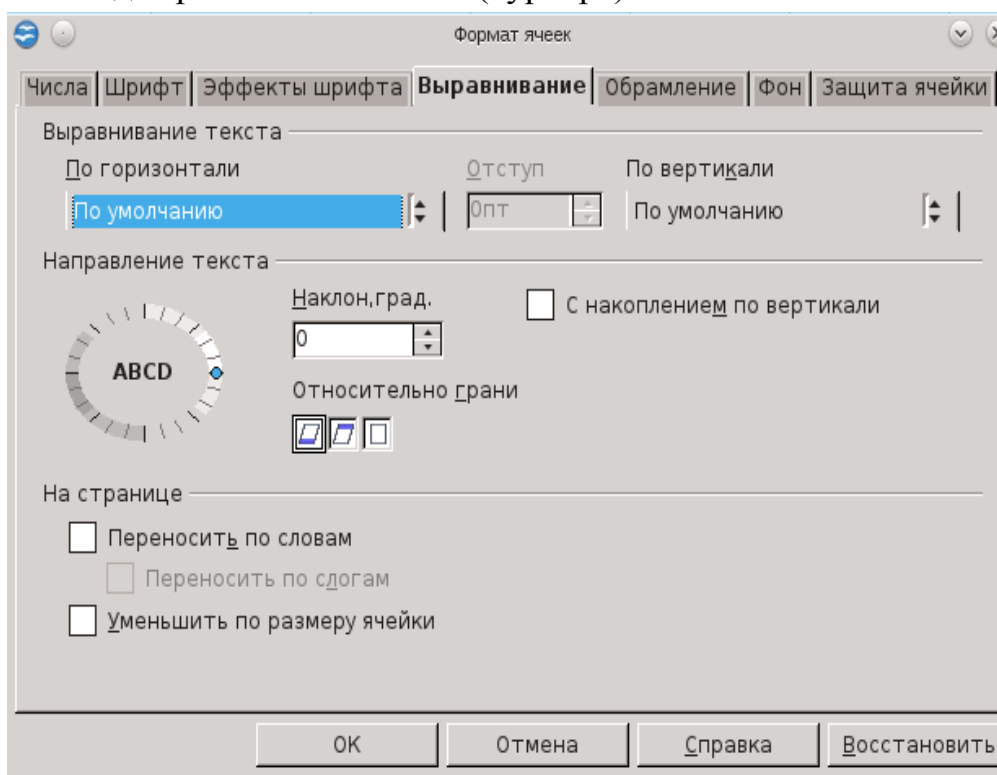 Формат ячеек
Числа Шрифт Эффекты шрифта Выравнивание Обрамление Фон Защита ячейки
Выравнивание текста
По горизонтали Отступ По вертикали
По умолчанию 0пт По умолчанию
Направление текста
Наклон,град. С накоплением по вертикали
0
ABCD
Относительно грани
На странице
Переносить по словам
Переносить по слогам
Уменьшить по размеру ячейки
ОК Отмена Справка Восстановить